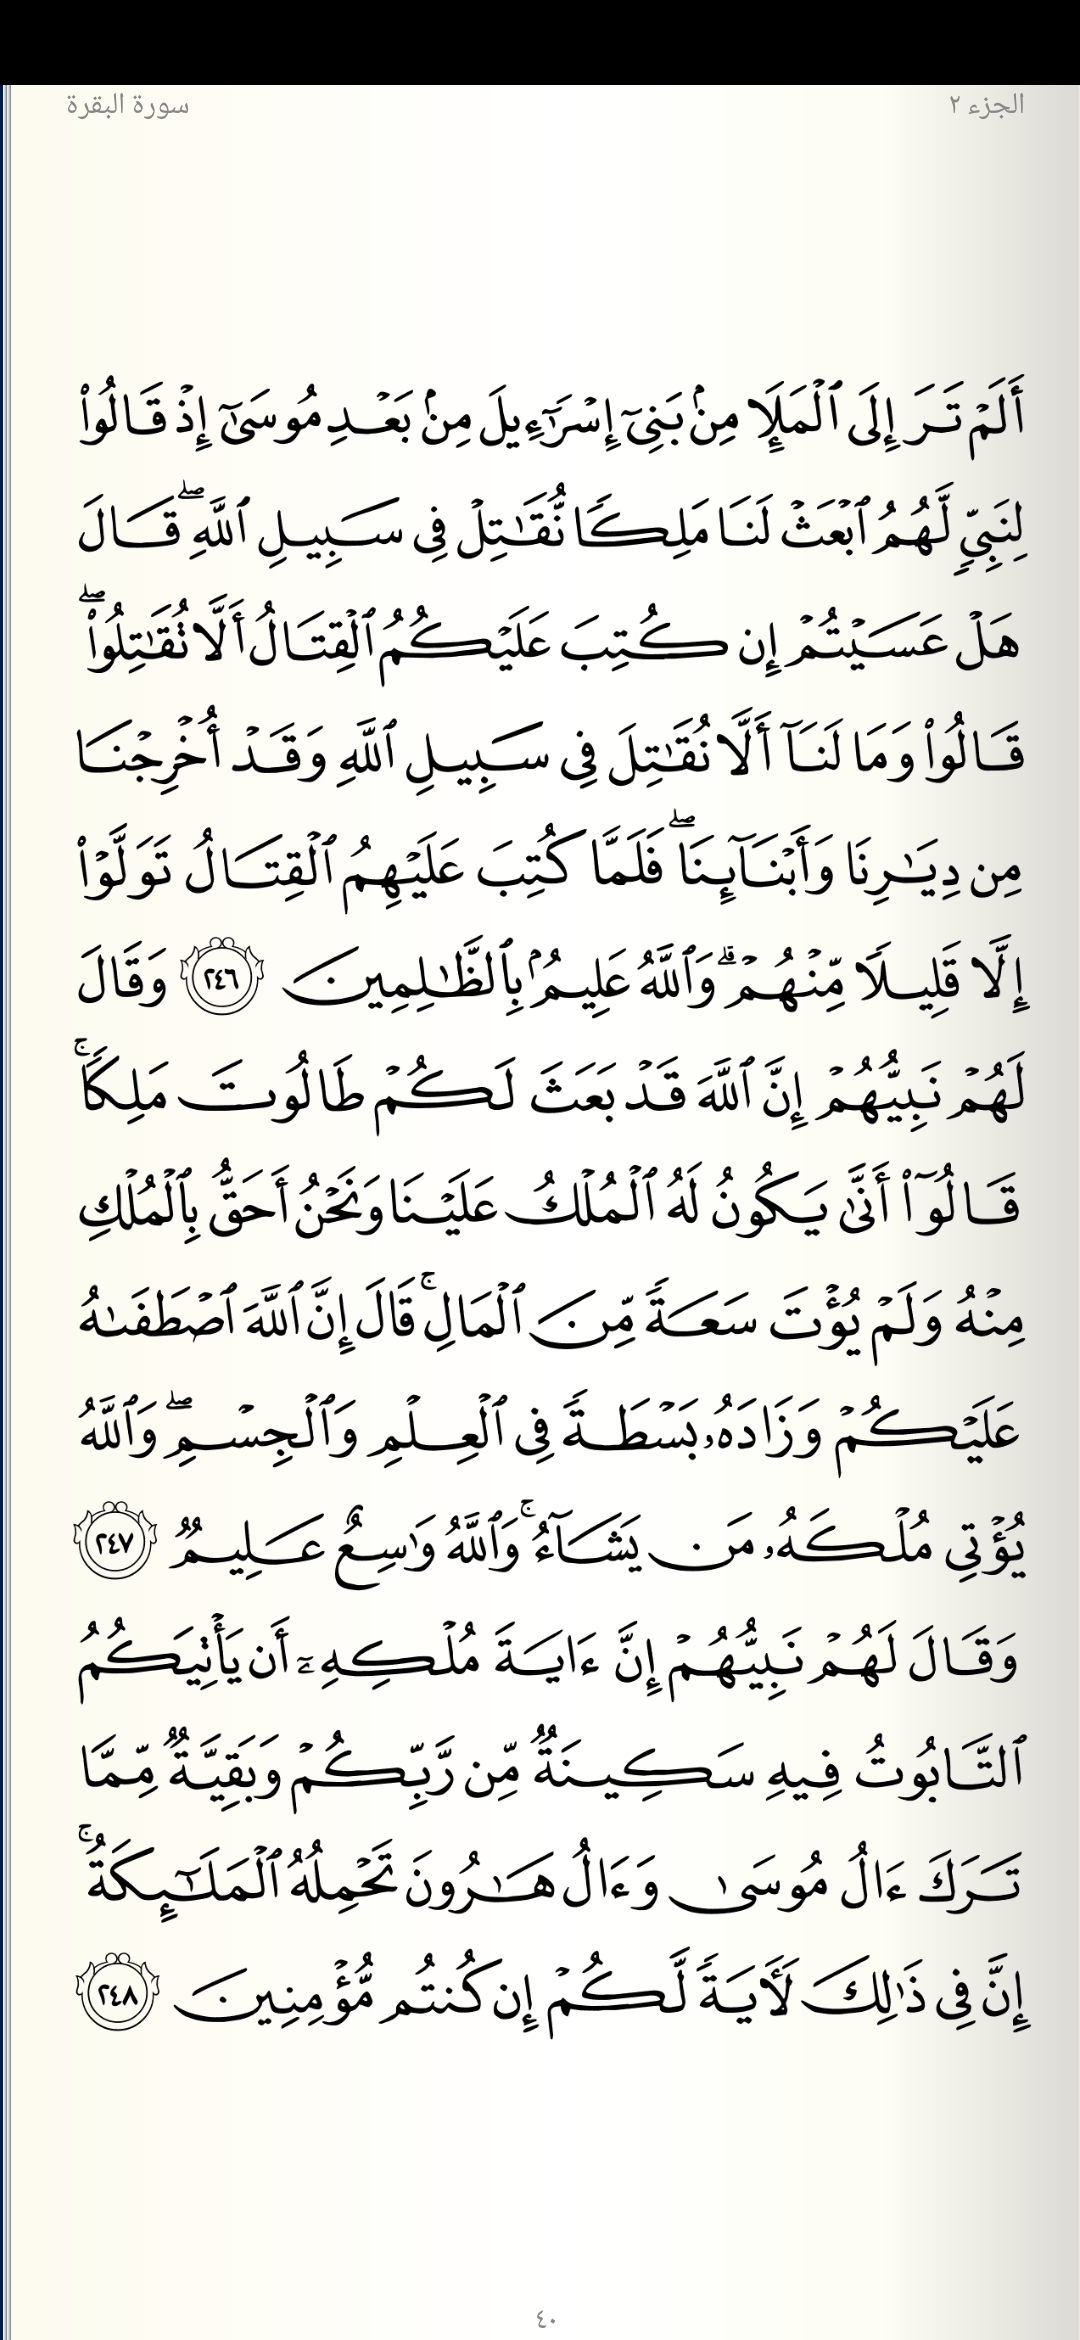 الجزء ٢
سورة البقرة
أَلَمْ تَرَ إِلَى ٱلْمَلَإِ مِنۢ بَنِىٓ إِسْرَٰٓءِيلَ مِنۢ بَعْدِ مُوسَىٰٓ إِذْ قَالُوا۟
لِنَبِىٍّ لَّهُمُ ٱبْعَثْ لَنَا مَلِكًا نُّقَٰتِلْ فِى سَبِيلِ ٱللَّهِ ۖ قَالَ
هَلْ عَسَيْتُمْ إِن كُتِبَ عَلَيْكُمُ ٱلْقِتَالُ أَلَّا تُقَٰتِلُوا۟ ۖ
قَالُوا۟ وَمَا لَنَآ أَلَّا نُقَٰتِلَ فِى سَبِيلِ ٱللَّهِ وَقَدْ أُخْرِجْنَا
مِن دِيَٰرِنَا وَأَبْنَآئِنَا ۖ فَلَمَّا كُتِبَ عَلَيْهِمُ ٱلْقِتَالُ تَوَلَّوْا۟
إِلَّا قَلِيلًا مِّنْهُمْ ۗ وَٱللَّهُ عَلِيمٌۢ بِٱلظَّٰلِمِينَ ٢٤٦ وَقَالَ
لَهُمْ نَبِيُّهُمْ إِنَّ ٱللَّهَ قَدْ بَعَثَ لَكُمْ طَالُوتَ مَلِكًا ۚ
قَالُوٓا۟ أَنَّىٰ يَكُونُ لَهُ ٱلْمُلْكُ عَلَيْنَا وَنَحْنُ أَحَقُّ بِٱلْمُلْكِ
مِنْهُ وَلَمْ يُؤْتَ سَعَةً مِّنَ ٱلْمَالِ ۚ قَالَ إِنَّ ٱللَّهَ ٱصْطَفَىٰهُ
عَلَيْكُمْ وَزَادَهُۥ بَسْطَةً فِى ٱلْعِلْمِ وَٱلْجِسْمِ ۖ وَٱللَّهُ
يُؤْتِى مُلْكَهُۥ مَن يَشَآءُ ۚ وَٱللَّهُ وَٰسِعٌ عَلِيمٌ ٢٤٧
وَقَالَ لَهُمْ نَبِيُّهُمْ إِنَّ ءَايَةَ مُلْكِهِۦٓ أَن يَأْتِيَكُمُ
ٱلتَّابُوتُ فِيهِ سَكِينَةٌ مِّن رَّبِّكُمْ وَبَقِيَّةٌ مِّمَّا
تَرَكَ ءَالُ مُوسَىٰ وَءَالُ هَٰرُونَ تَحْمِلُهُ ٱلْمَلَٰٓئِكَةُ ۚ
إِنَّ فِى ذَٰلِكَ لَءَايَةً لَّكُمْ إِن كُنتُم مُّؤْمِنِينَ ٢٤٨
٤٠